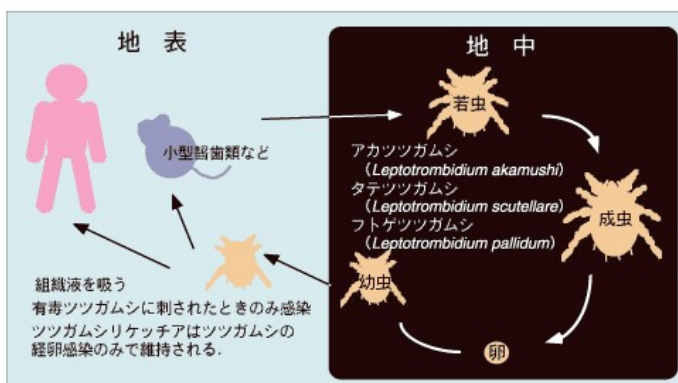 地 表
地 中
若虫
小型齧歯類など
アカツツガムシ
（Leptotrombidium akamushi）
タテツツガムシ
（Leptotrombidium scutellare）
フトゲツツガムシ
（Leptotrombidium pallidum）
成虫
幼虫
卵
組織液を吸う
有毒ツツガムシに刺されたときのみ感染
ツツガムシリケッチアはツツガムシの
経卵感染のみで維持される.